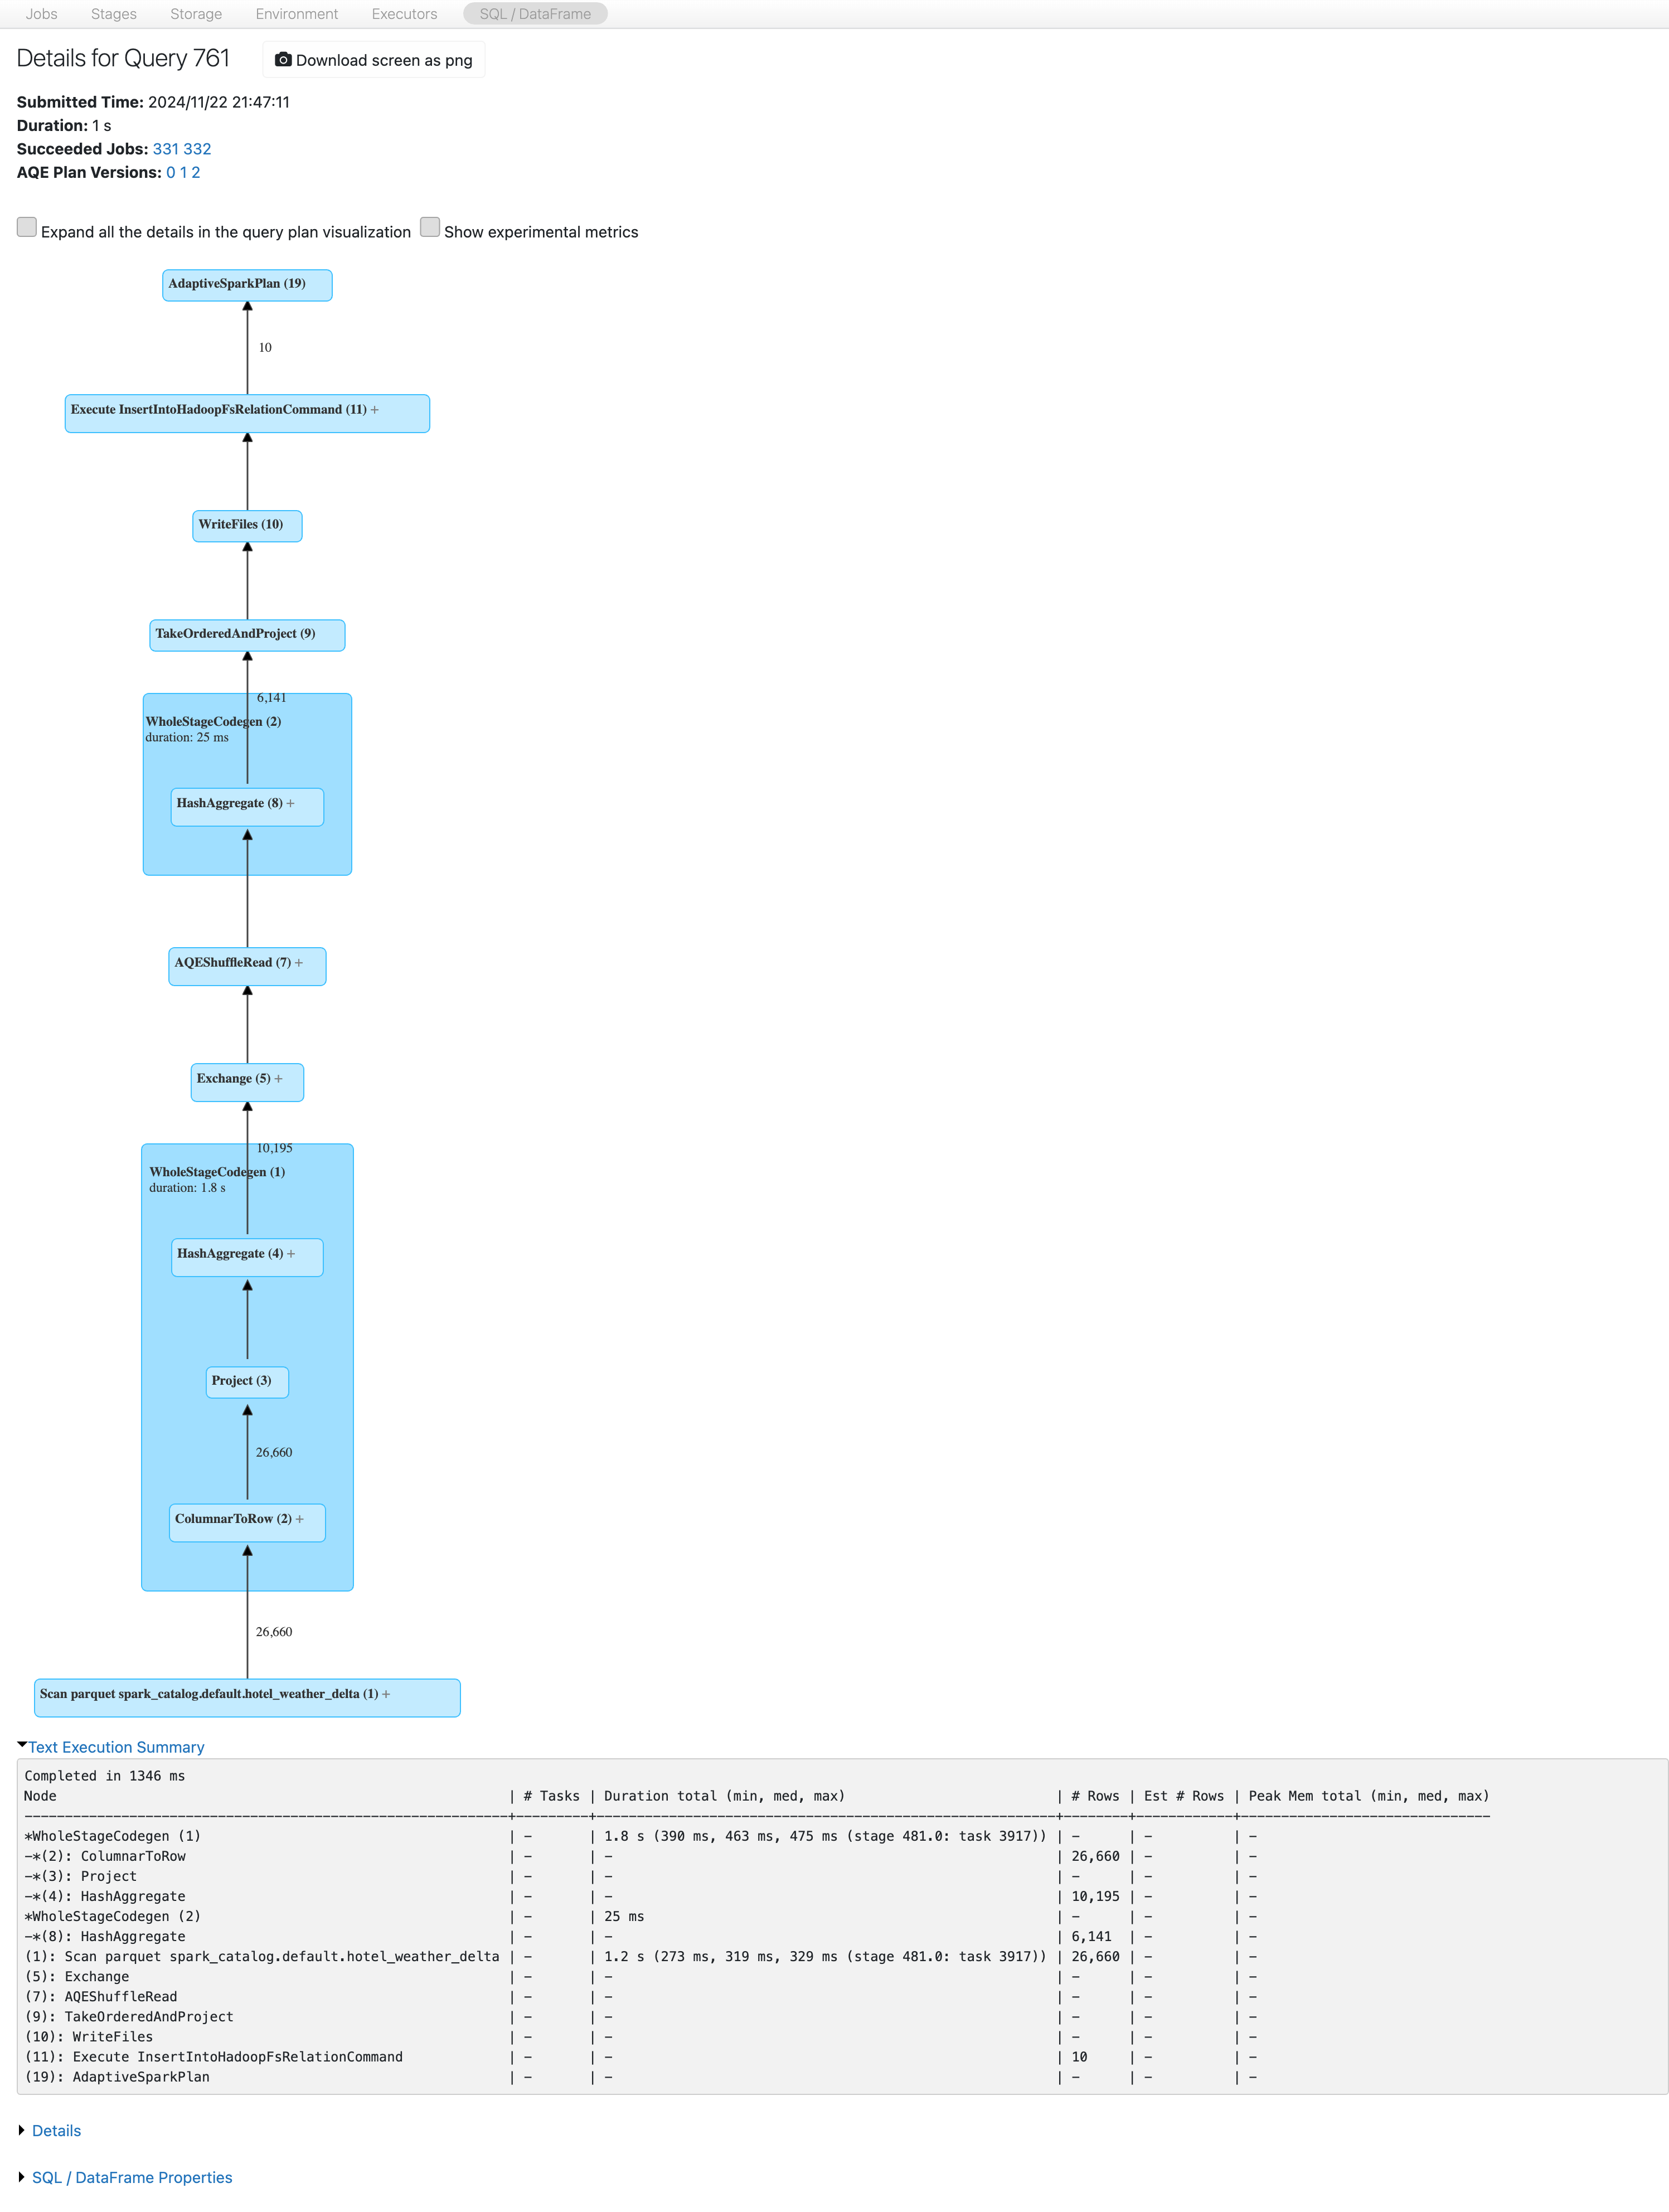 Jobs Stages Storage Environment Executors SQL / DataFrame
Details for Query 761 Download screen as png
Submitted Time: 2024/11/22 21:47:11
Duration: 1 s
Succeeded Jobs: 331 332
AQE Plan Versions: 0 1 2
Expand all the details in the query plan visualization Show experimental metrics
AdaptiveSparkPlan (19)
10
Execute InsertIntoHadoopFsRelationCommand (11) +
WriteFiles (10)
TakeOrderedAndProject (9)
6,141
WholeStageCodegen (2)
duration: 25 ms
HashAggregate (8) +
AQEShuffleRead (7) +
Exchange (5) +
10,195
WholeStageCodegen (1)
duration: 1.8 s
HashAggregate (4) +
Project (3)
26,660
ColumnarToRow (2) +
26,660
Scan parquet spark_catalog.default.hotel_weather_delta (1) +
Text Execution Summary
Completed in 1346 ms
Node | # Tasks | Duration total (min, med, max) | # Rows | Est # Rows | Peak Mem total (min, med, max)
*WholeStageCodegen (1) | - | 1.8 s (390 ms, 463 ms, 475 ms (stage 481.0: task 3917)) | - | - | -
-*(2): ColumnarToRow | - | - | 26,660 | - | -
-*(3): Project | - | - | - | - | -
-*(4): HashAggregate | - | - | 10,195 | - | -
*WholeStageCodegen (2) | - | 25 ms | - | - | -
-*(8): HashAggregate | - | - | 6,141 | - | -
(1): Scan parquet spark_catalog.default.hotel_weather_delta | - | 1.2 s (273 ms, 319 ms, 329 ms (stage 481.0: task 3917)) | 26,660 | - | -
(5): Exchange | - | - | - | - | -
(7): AQEShuffleRead | - | - | - | - | -
(9): TakeOrderedAndProject | - | - | - | - | -
(10): WriteFiles | - | - | - | - | -
(11): Execute InsertIntoHadoopFsRelationCommand | - | - | 10 | - | -
(19): AdaptiveSparkPlan | - | - | - | - | -
Details
SQL / DataFrame Properties